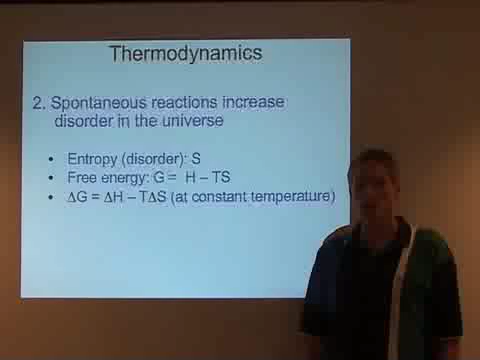 Thermodynamics
2. Spontaneous reactions increase
disorder in the universe
• Entropy (disorder): S
• Free energy: G = H – TS
• ΔG = ΔH – TΔS (at constant temperature)